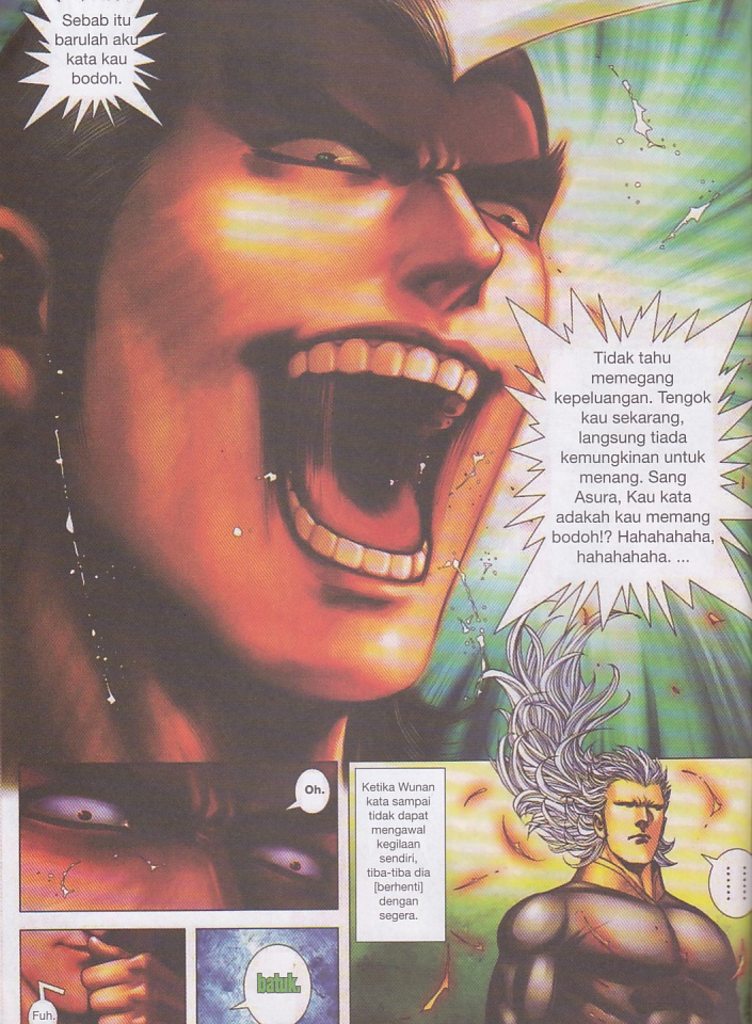 Sebab itu
barulah aku
kata kau
bodoh.
Tidak tahu
memegang
kepeluangan. Tengok
kau sekarang,
langsung tiada
kemungkinan untuk
menang. Sang
Asura, Kau kata
adakah kau memang
bodoh!? Hahahahaha,
hahahahaha. ...
Oh.
Ketika Wunan
kata sampai
tidak dapat
mengawal
kegilaan
sendiri,
tiba-tiba dia
[berhenti]
dengan
segera.
Fuh.
batuk.